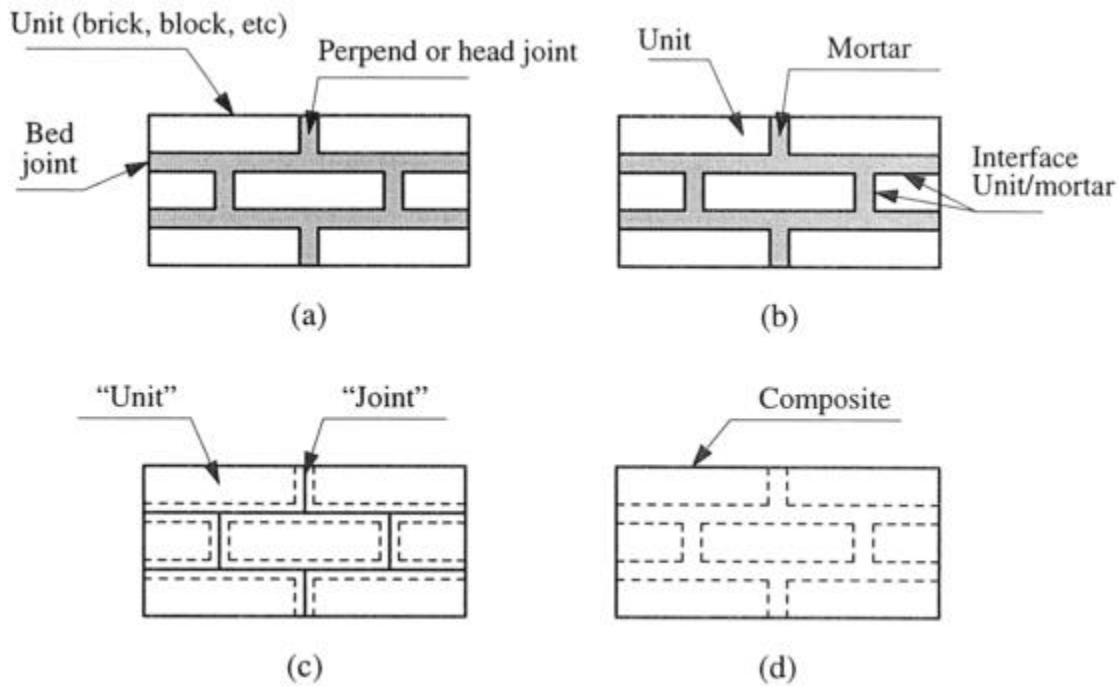 Unit (brick, block, etc)
Perpend or head joint
Bed
joint
(a)
Unit
Mortar
Interface
Unit/mortar
(b)
“Unit”
“Joint”
(c)
Composite
(d)